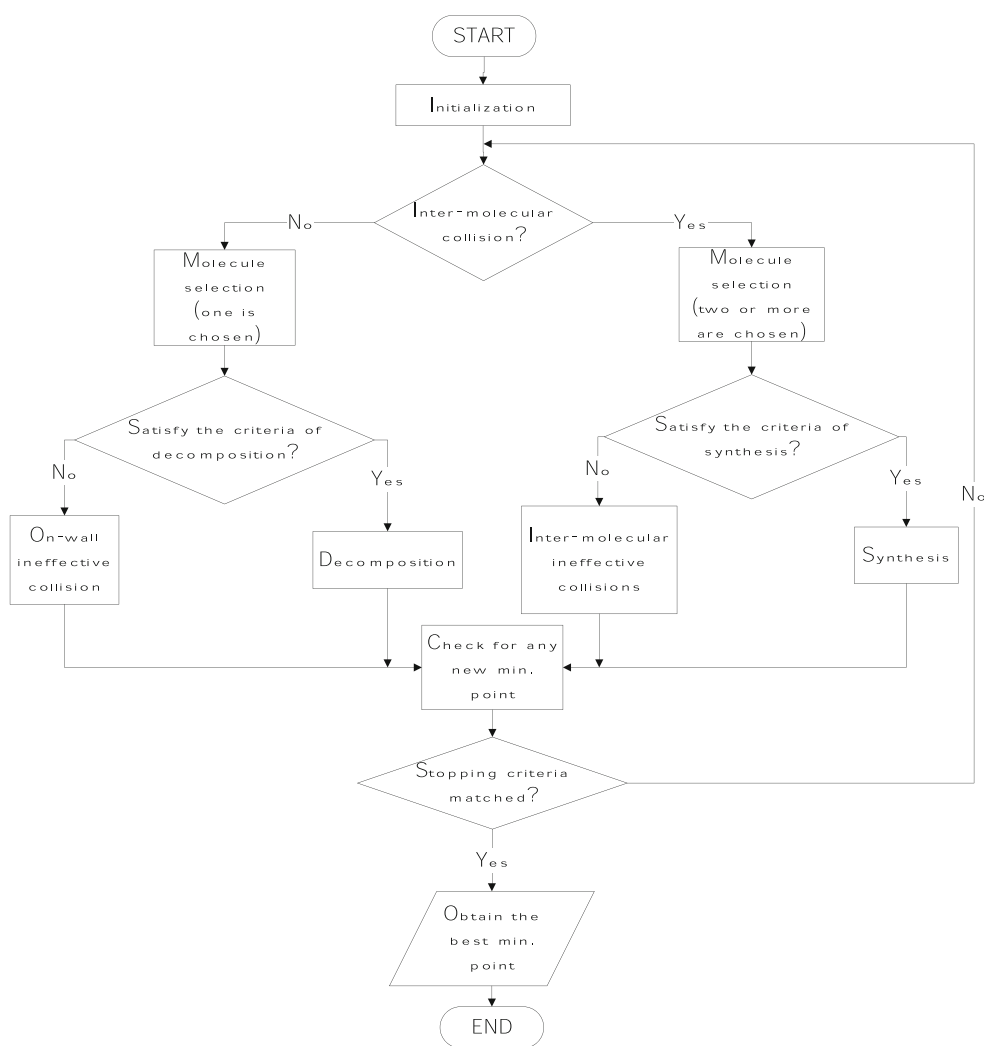 START
Initialization
Inter-molecular
collision?
No
Yes
Molecule
selection
(one is
chosen)
Molecule
selection
(two or more
are chosen)
Satisfy the criteria of
decomposition?
Satisfy the criteria of
synthesis?
No
Yes
No
Yes
No
On-wall
ineffective
collision
Decomposition
Inter-molecular
ineffective
collisions
Synthesis
Check for any
new min.
point
Stopping criteria
matched?
Yes
Obtain the
best min.
point
END